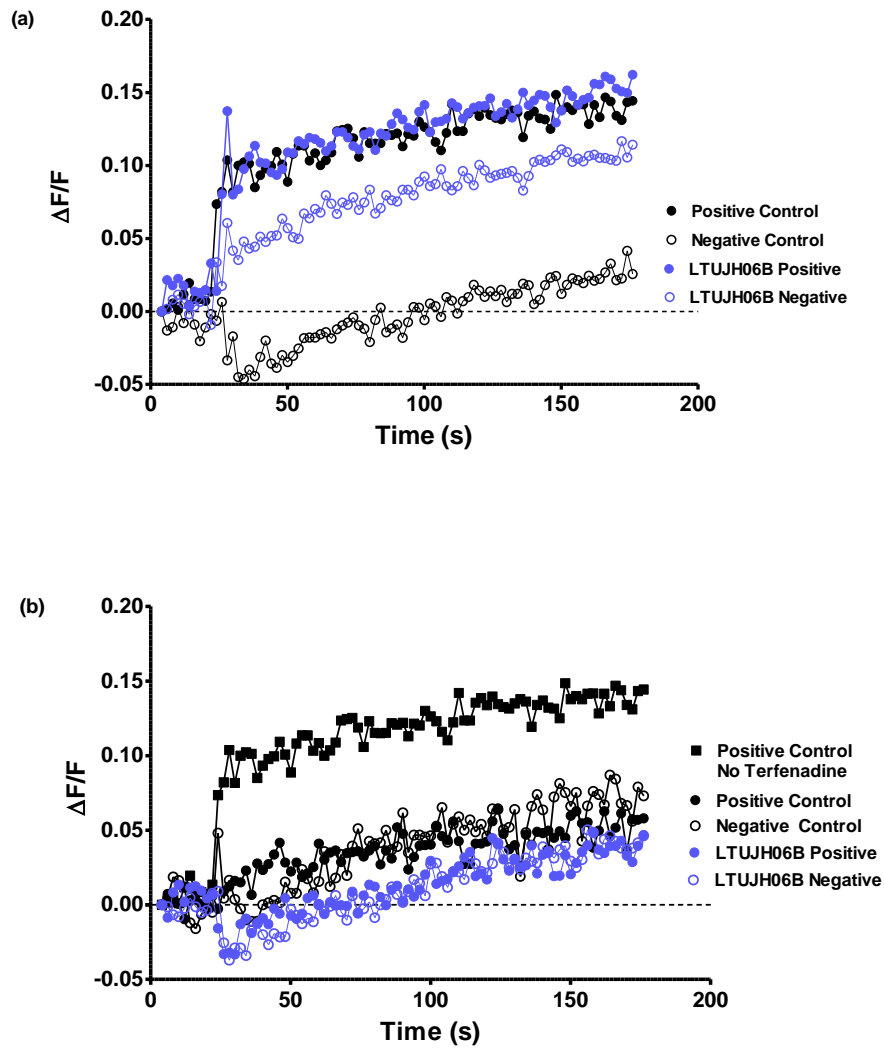 (a)
0.20
0.15
0.10
0.05
0.00
-0.05
ΔF/F
0
50
100
150
200
Time (s)
Positive Control
Negative Control
LTUJH06B Positive
LTUJH06B Negative
(b)
0.20
0.15
0.10
0.05
0.00
-0.05
ΔF/F
0
50
100
150
200
Time (s)
Positive Control
No Terfenadine
Positive Control
Negative Control
LTUJH06B Positive
LTUJH06B Negative